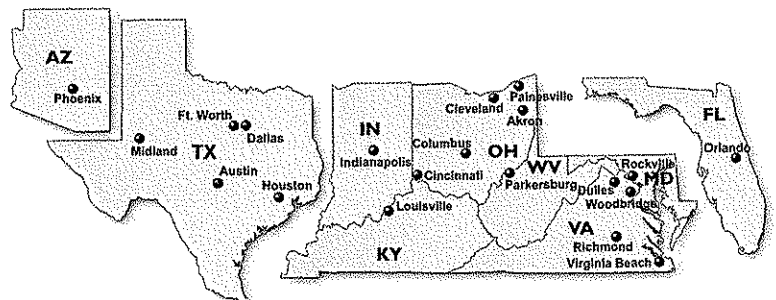 AZ
Phoenix
Ft. Worth
Dallas
TX
Midland
Austin
Houston
IN
Indianapolis
Cleveland
Painesville
Akron
Columbus
OH
Cincinnati
Louisville
KY
WV
Parkersburg
Rockville
MD
Dulles
Woodbridge
VA
Richmond
Virginia Beach
FL
Orlando